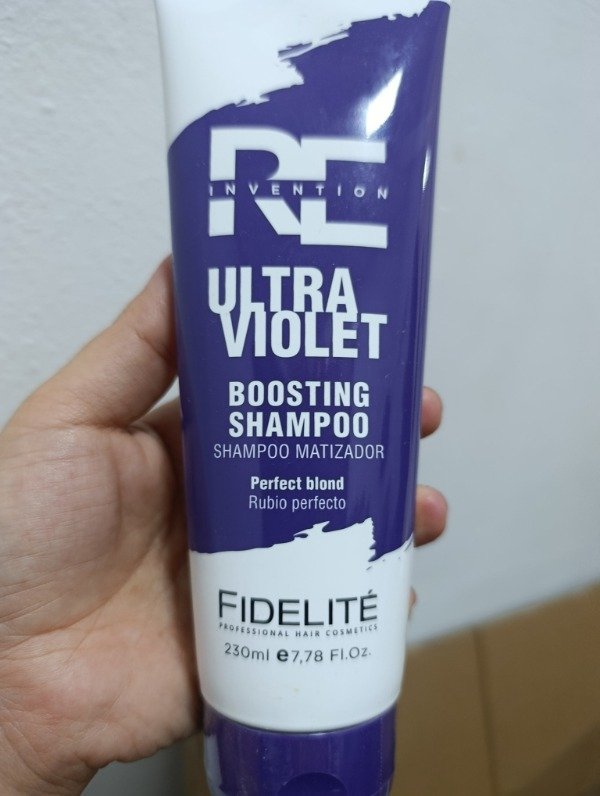 RE
INVENTION
ULTRA
VIOLET
BOOSTING
SHAMPOO
SHAMPOO MATIZADOR
Perfect blond
Rubio perfecto
FIDELITÉ
PROFESSIONAL HAIR COSMETICS
230ml e7,78 Fl.Oz.